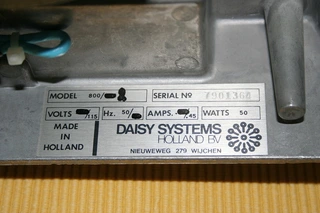 MODEL 800/
SERIAL Nº
VOLTS /115 Hz. 50/ AMPS. /.45 WATTS 50
MADE IN HOLLAND
DAISY SYSTEMS
HOLLAND BV
NIEUWEWEG 279 WIJCHEN